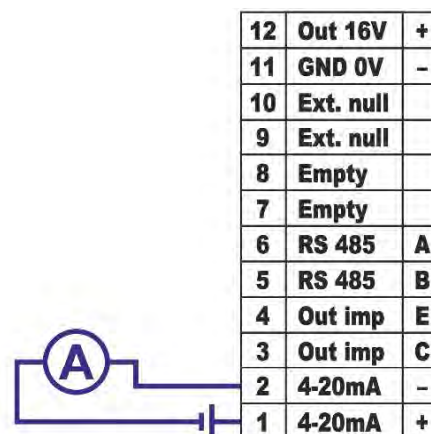 12 Out 16V +
11 GND 0V –
10 Ext. null
9 Ext. null
8 Empty
7 Empty
6 RS 485 A
5 RS 485 B
4 Out imp E
3 Out imp C
A 2 4-20mA –
1 4-20mA +